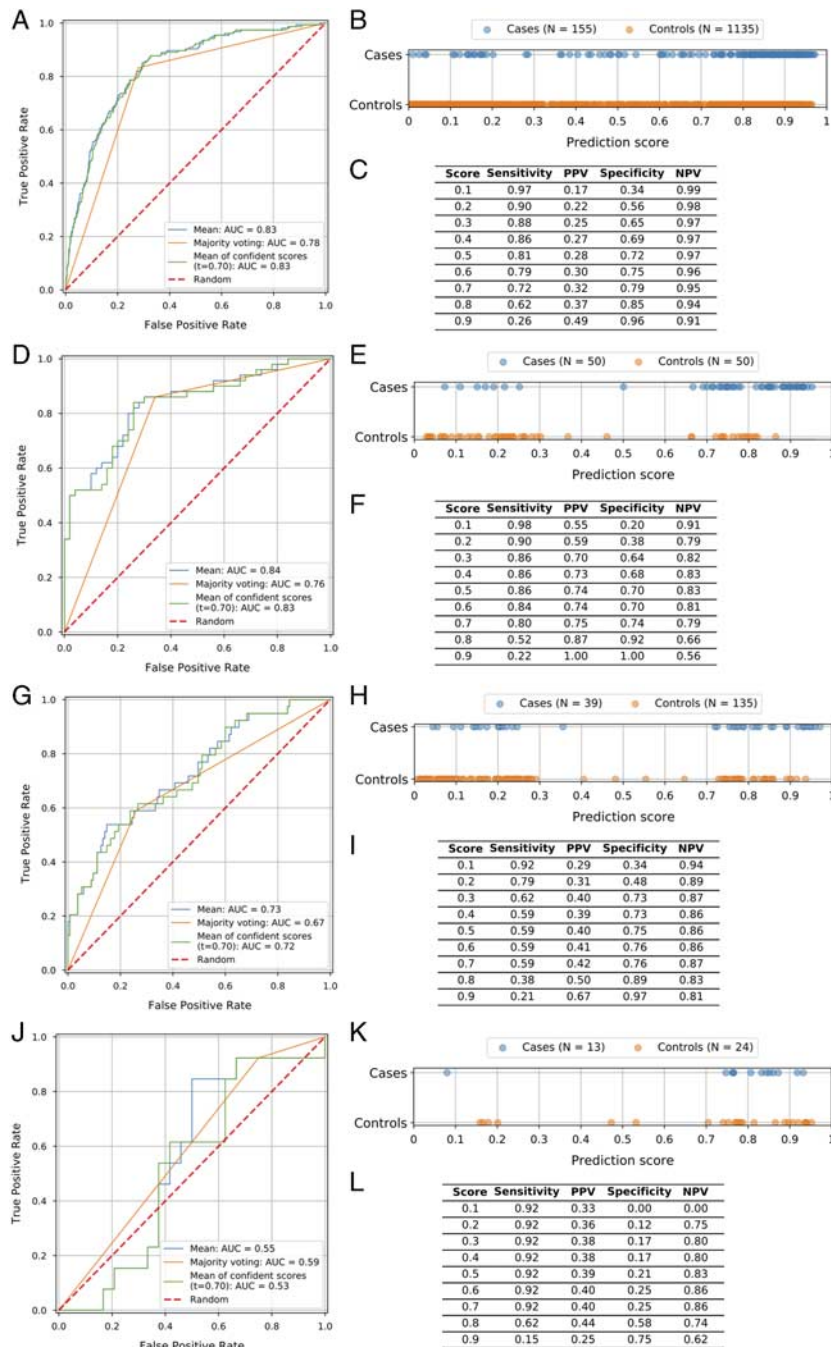 A
True Positive Rate
1.0
0.8
0.6
0.4
0.2
0.0
Mean: AUC = 0.83
Majority voting: AUC = 0.78
Mean of confident scores
(t=0.70): AUC = 0.83
Random
0.0 0.2 0.4 0.6 0.8 1.0
False Positive Rate
B
Cases (N = 155) Controls (N = 1135)
Cases
Controls
0 0.1 0.2 0.3 0.4 0.5 0.6 0.7 0.8 0.9 1
Prediction score
C
Score Sensitivity PPV Specificity NPV
0.1 0.97 0.17 0.34 0.99
0.2 0.90 0.22 0.56 0.98
0.3 0.88 0.25 0.65 0.97
0.4 0.86 0.27 0.69 0.97
0.5 0.81 0.28 0.72 0.97
0.6 0.79 0.30 0.75 0.96
0.7 0.72 0.32 0.79 0.95
0.8 0.62 0.37 0.85 0.94
0.9 0.26 0.49 0.96 0.91
D
True Positive Rate
1.0
0.8
0.6
0.4
0.2
0.0
Mean: AUC = 0.84
Majority voting: AUC = 0.76
Mean of confident scores
(t=0.70): AUC = 0.83
Random
0.0 0.2 0.4 0.6 0.8 1.0
False Positive Rate
E
Cases (N = 50) Controls (N = 50)
Cases
Controls
0 0.1 0.2 0.3 0.4 0.5 0.6 0.7 0.8 0.9 1
Prediction score
F
Score Sensitivity PPV Specificity NPV
0.1 0.98 0.55 0.20 0.91
0.2 0.90 0.59 0.38 0.79
0.3 0.86 0.70 0.64 0.82
0.4 0.86 0.73 0.68 0.83
0.5 0.86 0.74 0.70 0.83
0.6 0.84 0.74 0.70 0.81
0.7 0.80 0.75 0.74 0.79
0.8 0.52 0.87 0.92 0.66
0.9 0.22 1.00 1.00 0.56
G
True Positive Rate
1.0
0.8
0.6
0.4
0.2
0.0
Mean: AUC = 0.73
Majority voting: AUC = 0.67
Mean of confident scores
(t=0.70): AUC = 0.72
Random
0.0 0.2 0.4 0.6 0.8 1.0
False Positive Rate
H
Cases (N = 39) Controls (N = 135)
Cases
Controls
0 0.1 0.2 0.3 0.4 0.5 0.6 0.7 0.8 0.9 1
Prediction score
I
Score Sensitivity PPV Specificity NPV
0.1 0.92 0.29 0.34 0.94
0.2 0.79 0.31 0.48 0.89
0.3 0.62 0.40 0.73 0.87
0.4 0.59 0.39 0.73 0.86
0.5 0.59 0.40 0.75 0.86
0.6 0.59 0.41 0.76 0.86
0.7 0.59 0.42 0.76 0.87
0.8 0.38 0.50 0.89 0.83
0.9 0.21 0.67 0.97 0.81
J
True Positive Rate
1.0
0.8
0.6
0.4
0.2
0.0
Mean: AUC = 0.55
Majority voting: AUC = 0.59
Mean of confident scores
(t=0.70): AUC = 0.53
Random
0.0 0.2 0.4 0.6 0.8 1.0
False Positive Rate
K
Cases (N = 13) Controls (N = 24)
Cases
Controls
0 0.1 0.2 0.3 0.4 0.5 0.6 0.7 0.8 0.9 1
Prediction score
L
Score Sensitivity PPV Specificity NPV
0.1 0.92 0.33 0.00 0.00
0.2 0.92 0.36 0.12 0.75
0.3 0.92 0.38 0.17 0.80
0.4 0.92 0.38 0.17 0.80
0.5 0.92 0.39 0.21 0.83
0.6 0.92 0.40 0.25 0.86
0.7 0.92 0.40 0.25 0.86
0.8 0.62 0.44 0.58 0.74
0.9 0.15 0.25 0.75 0.62